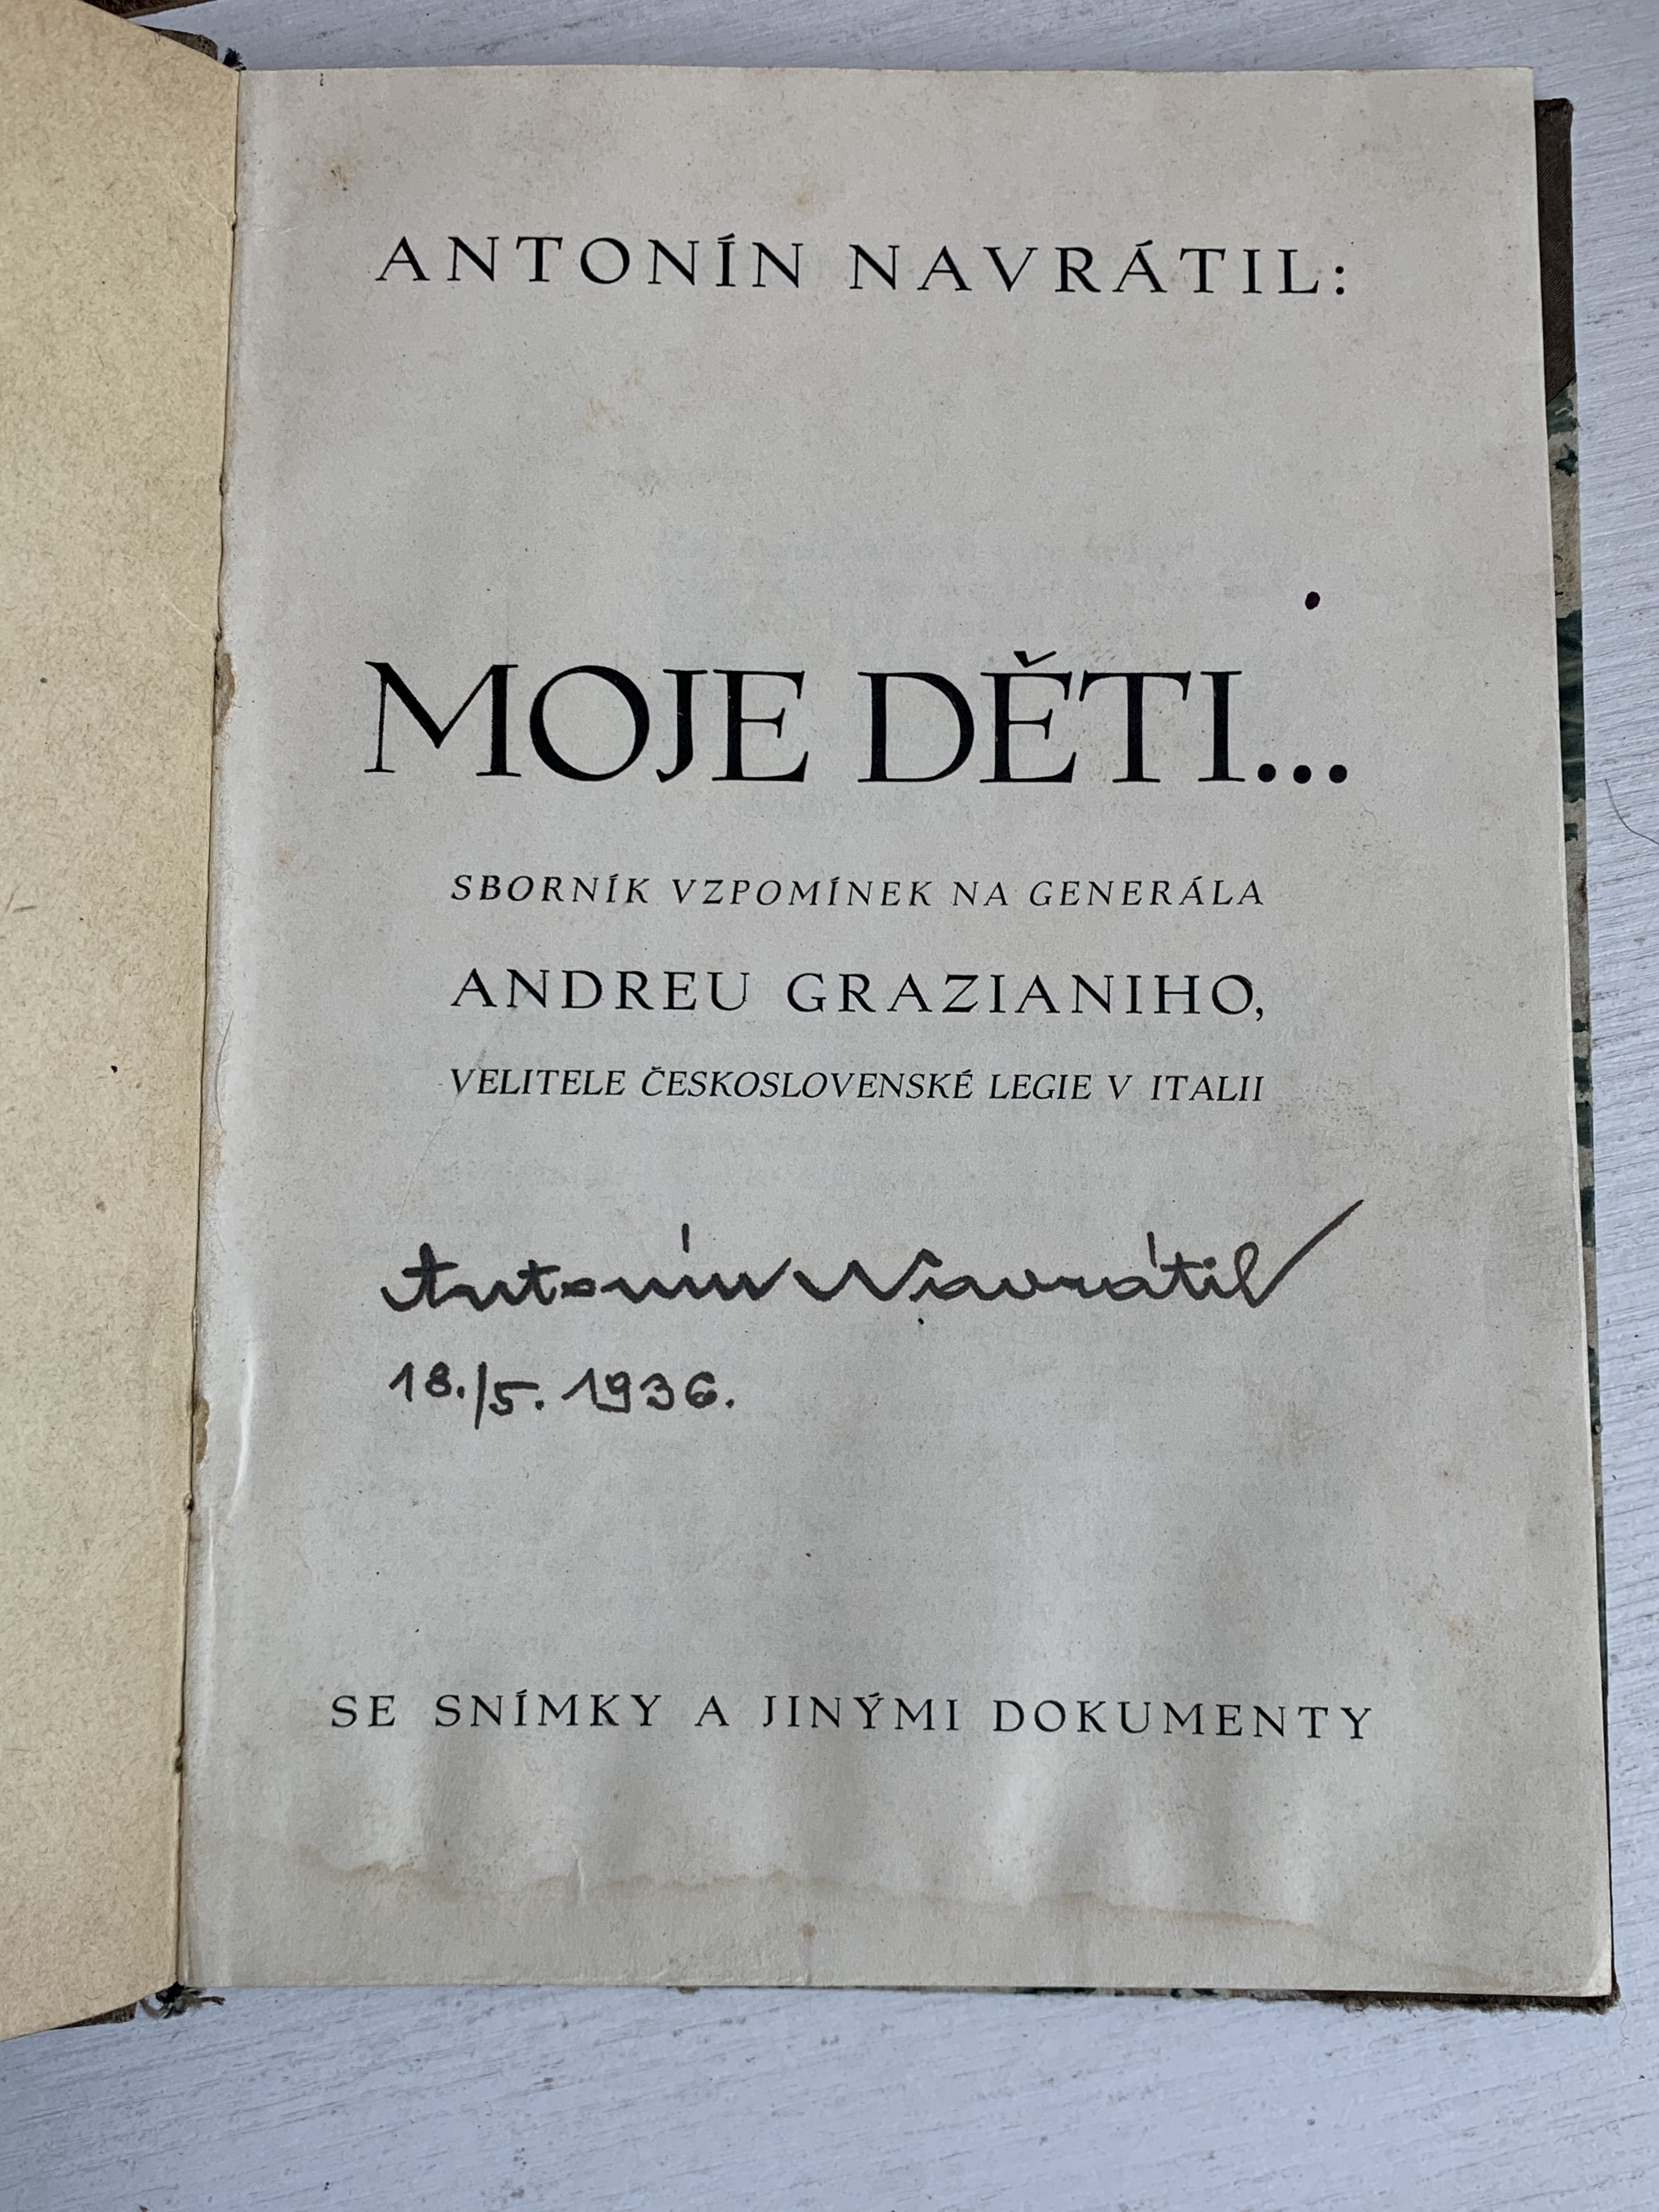 ANTONÍN NAVRÁTIL:
MOJE DĚTI...
SBORNÍK VZPOMÍNEK NA GENERÁLA
ANDREU GRAZIANIHO,
VELITELE ČESKOSLOVENSKÉ LEGIE V ITALII
Antonín Navrátil
18./5. 1936.
SE SNÍMKY A JINÝMI DOKUMENTY